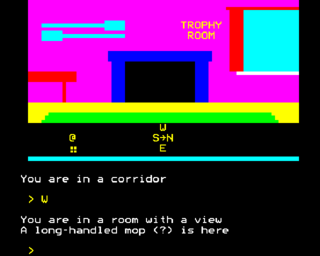 TROPHY
ROOM
W
@ S→N
E
You are in a corridor
> W
You are in a room with a view
A long-handled mop (?) is here
>